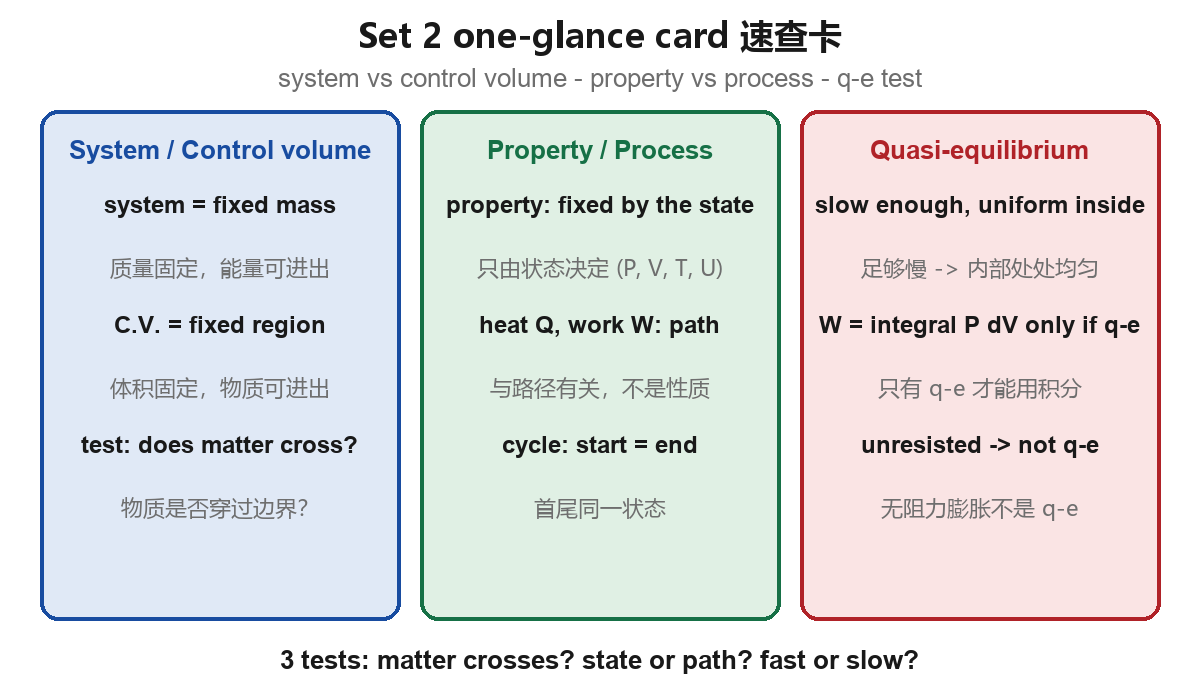 Set 2 one-glance card 速查卡
system vs control volume - property vs process - q-e test
System / Control volume
system = fixed mass
质量固定，能量可进出
C.V. = fixed region
体积固定，物质可进出
test: does matter cross?
物质是否穿过边界？
Property / Process
property: fixed by the state
只由状态决定 (P, V, T, U)
heat Q, work W: path
与路径有关，不是性质
cycle: start = end
首尾同一状态
Quasi-equilibrium
slow enough, uniform inside
足够慢 -> 内部处处均匀
W = integral P dV only if q-e
只有 q-e 才能用积分
unresisted -> not q-e
无阻力膨胀不是 q-e
3 tests: matter crosses? state or path? fast or slow?